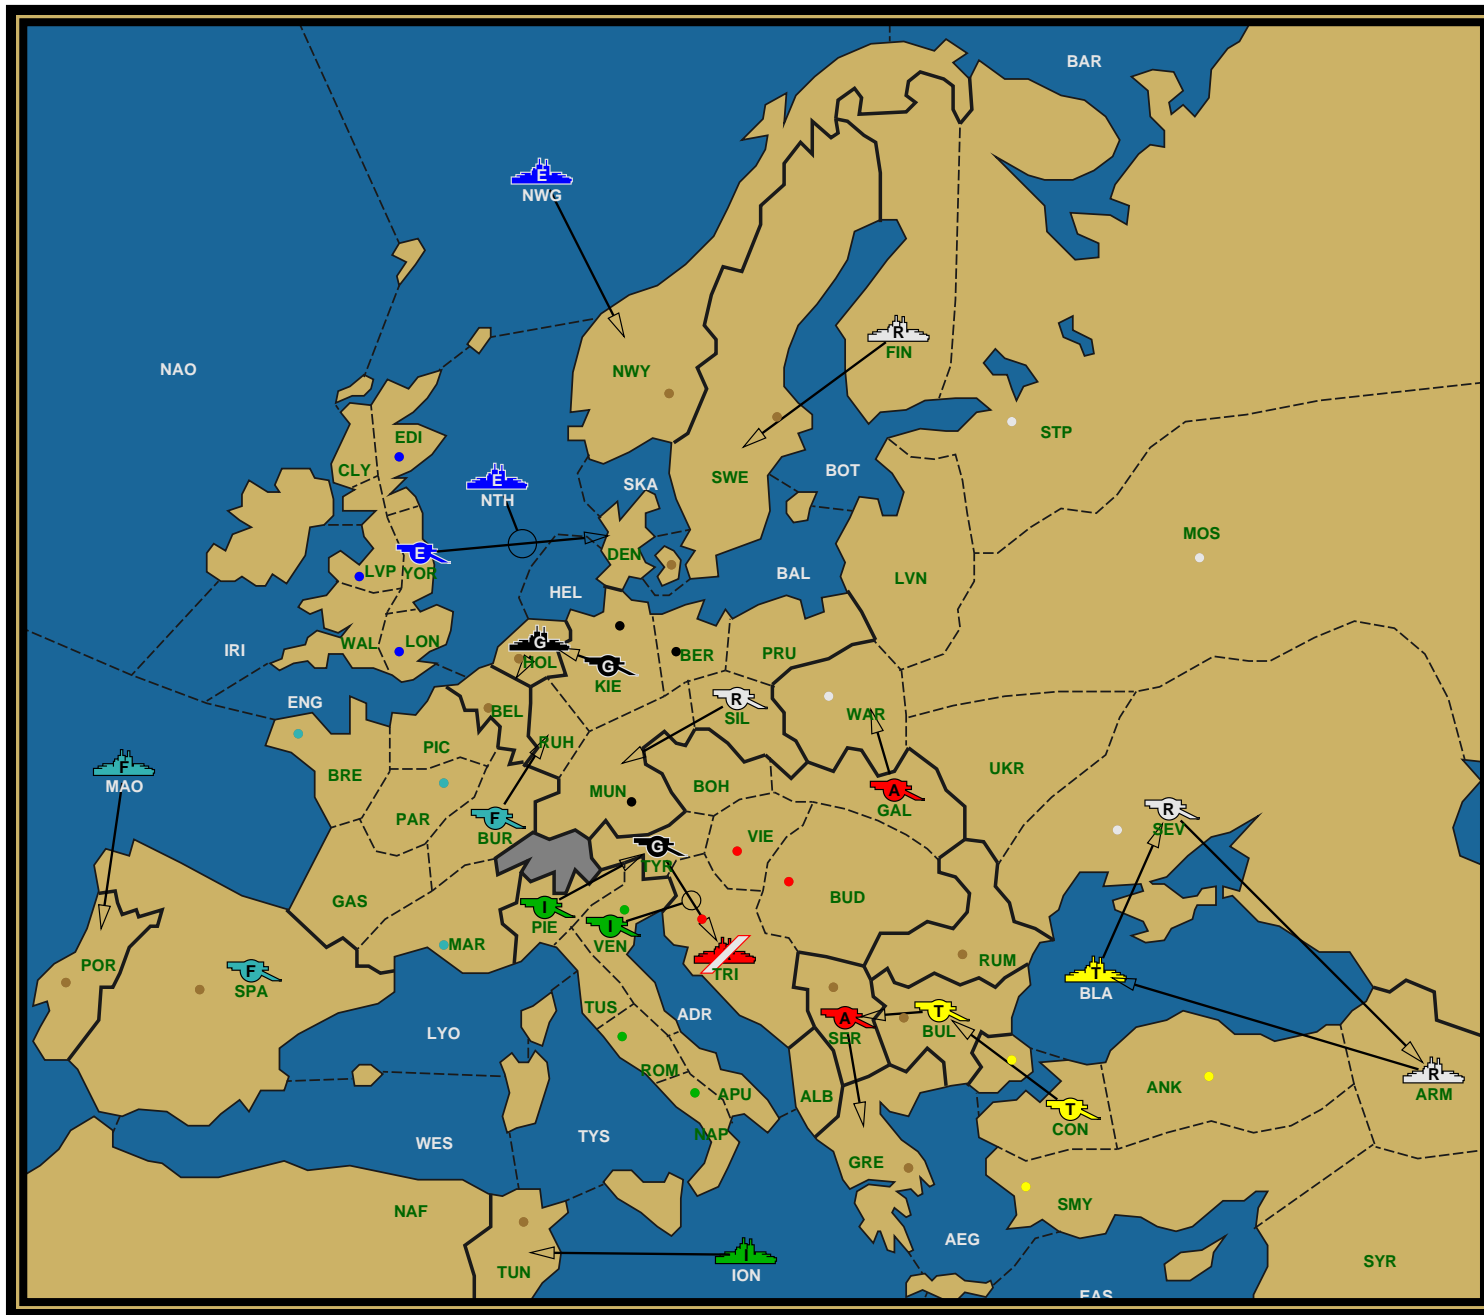 BAR
E
NWG
R
FIN
NAO
NWY
EDI
STP
CLY
BOT
SWE
SKA
E
NTH
MOS
E
DEN
LVP YOR
BAL
LVN
HEL
IRI
WAL
LON
G
HOL
G
KIE
BER
PRU
ENG
BEL
R
SIL
WAR
RUH
PIC
F
MAO
BRE
UKR
BOH
MUN
A
GAL
R
SEV
PAR
F
BUR
VIE
G
TYR
GAS
BUD
I
PIE
I
VEN
MAR
TRI
POR
F
SPA
RUM
T
BLA
TUS
ADR
A
SER
T
BUL
LYO
ROM
APU
ALB
ANK
R
ARM
T
CON
NAP
WES
TYS
GRE
SMY
NAF
AEG
SYR
TUN
I
ION
EAS